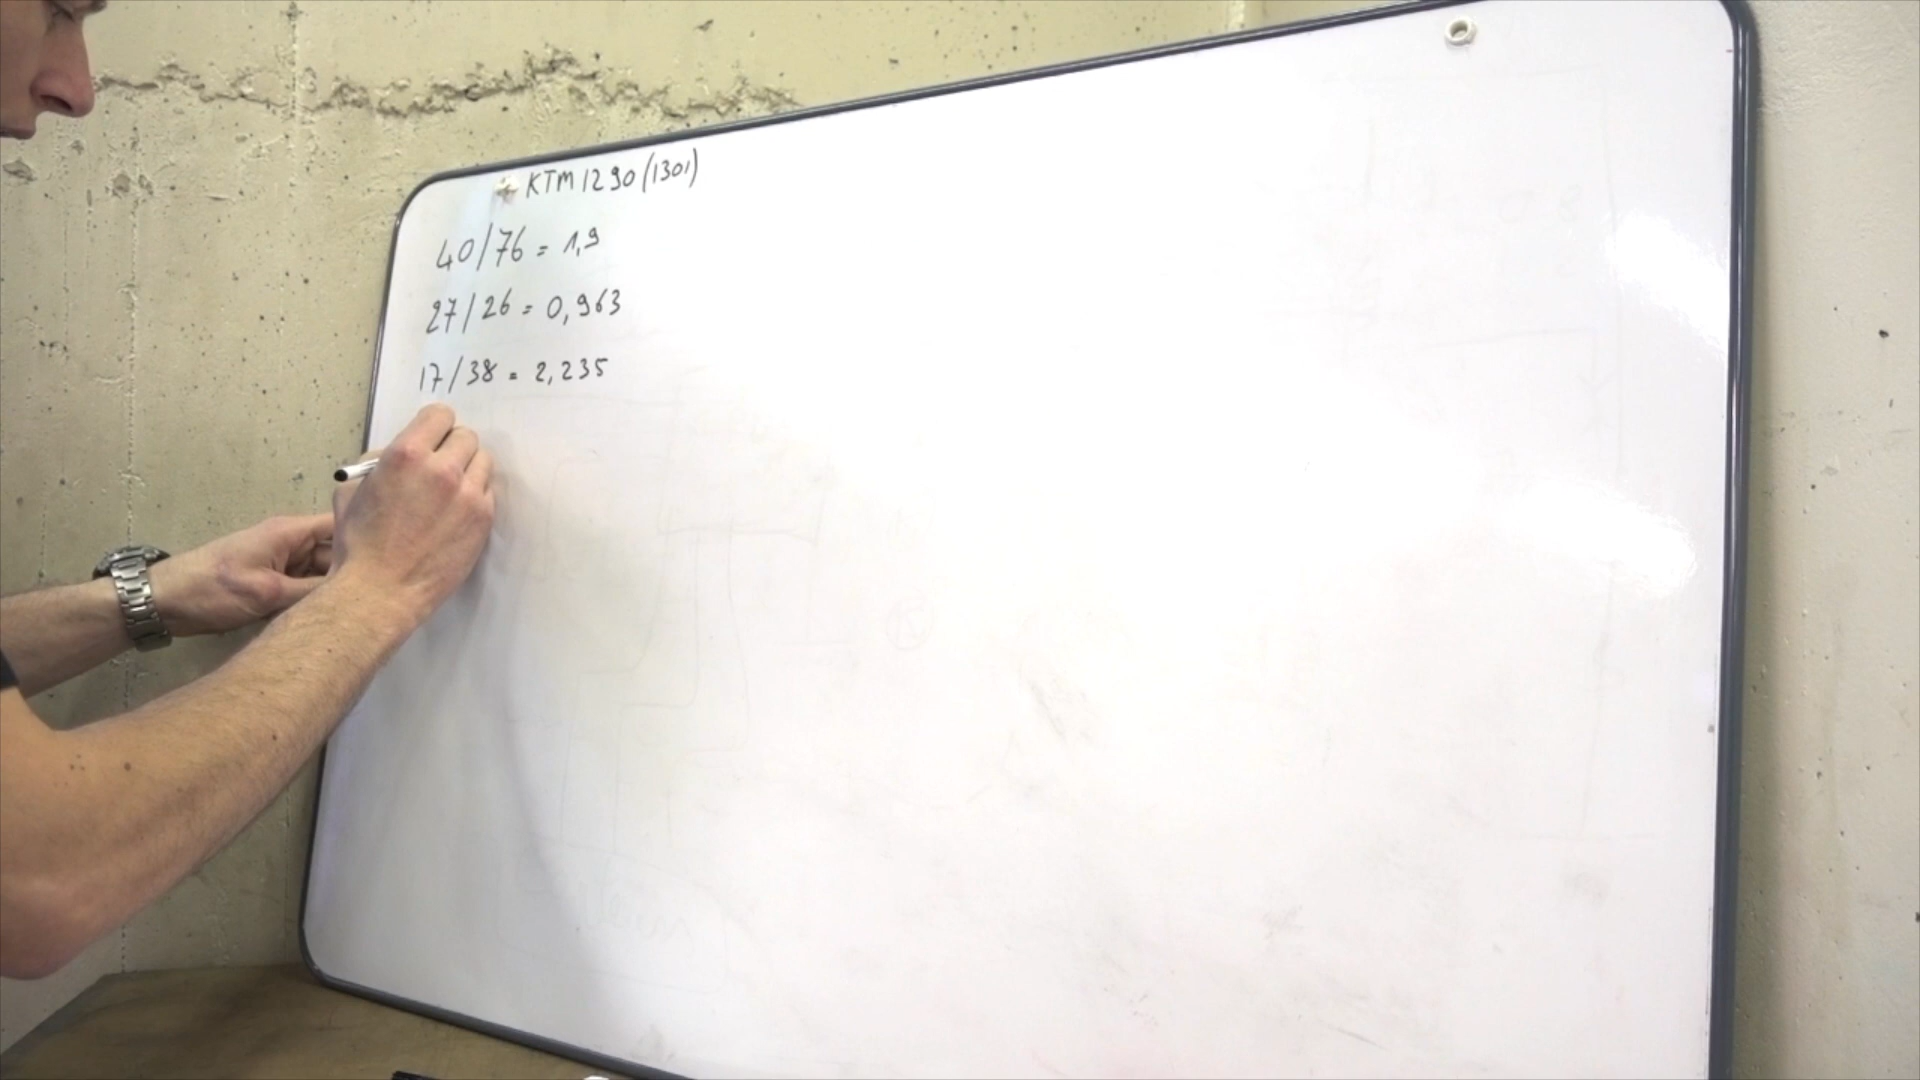 KTM 1290 (1301)
40/76 = 1,9
27/26 = 0,963
17/38 = 2,235